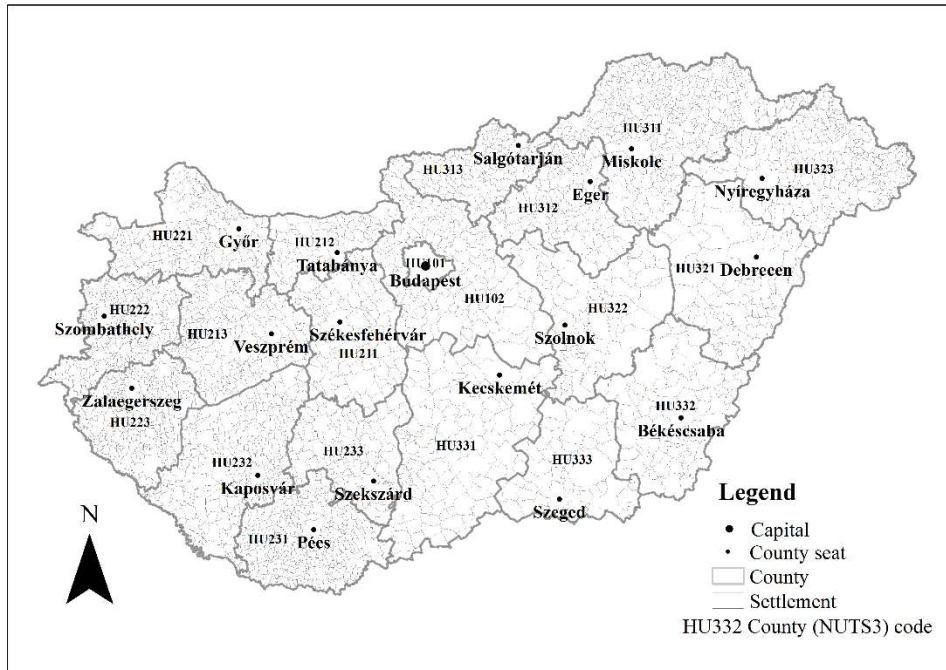 HU311
Salgótarján
Miskolc
HU313
HU323
Nyíregyháza
Eger
HU312
HU221
Győr
HU212
Tatabánya
HU101
Budapest
HU321
Debrecen
HU102
HU322
HU222
Szombathely
HU213
Veszprém
Székesfehérvár
HU211
Szolnok
Kecskemét
Zalaegerszeg
HU223
HU332
Békéscsaba
HU233
HU331
HU333
HU232
Kaposvár
Szekszárd
Szeged
HU231
Pécs
N
Legend
Capital
County seat
County
Settlement
HU332 County (NUTS3) code